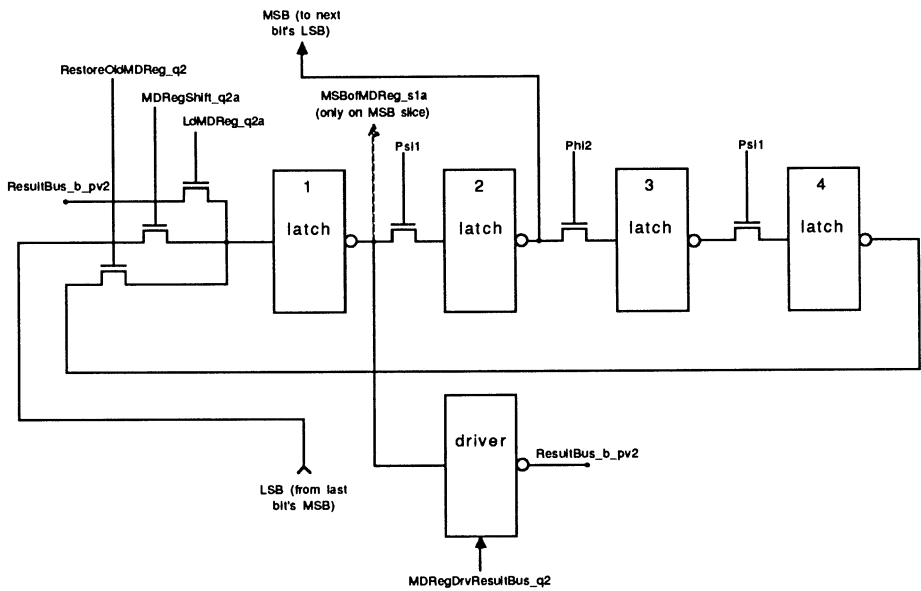 MSB (to next
bit's LSB)
RestoreOldMDReg_q2
MDRegShift_q2a
LdMDReg_q2a
MSBofMDReg_s1a
(only on MSB slice)
Psi1
Phi2
Psi1
ResultBus_b_pv2
1
latch
2
latch
3
latch
4
latch
driver
ResultBus_b_pv2
LSB (from last
bit's MSB)
MDRegDrvResultBus_q2